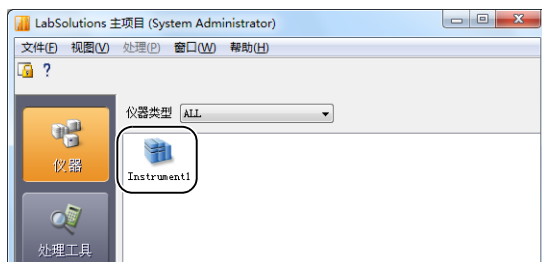 LabSolutions 主项目 (System Administrator)
文件(F) 视图(V) 处理(P) 窗口(W) 帮助(H)
?
仪器类型 ALL
仪器
Instrument1
处理工具